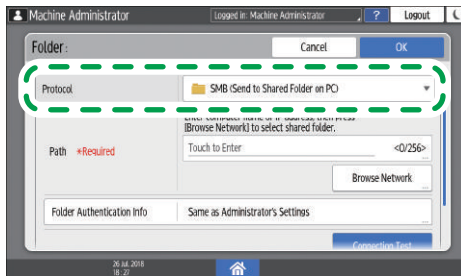 Machine Administrator
Logged in: Machine Administrator
?
Logout
Folder:
Cancel
OK
Protocol
SMB (Send to Shared Folder on PC)
Enter computer name or IP address, then Press
[Browse Network] to select shared folder.
Path *Required
Touch to Enter
<0/256>
Browse Network
Folder Authentication Info
Same as Administrator's Settings
Connection Test
26 Jul. 2018
18:27